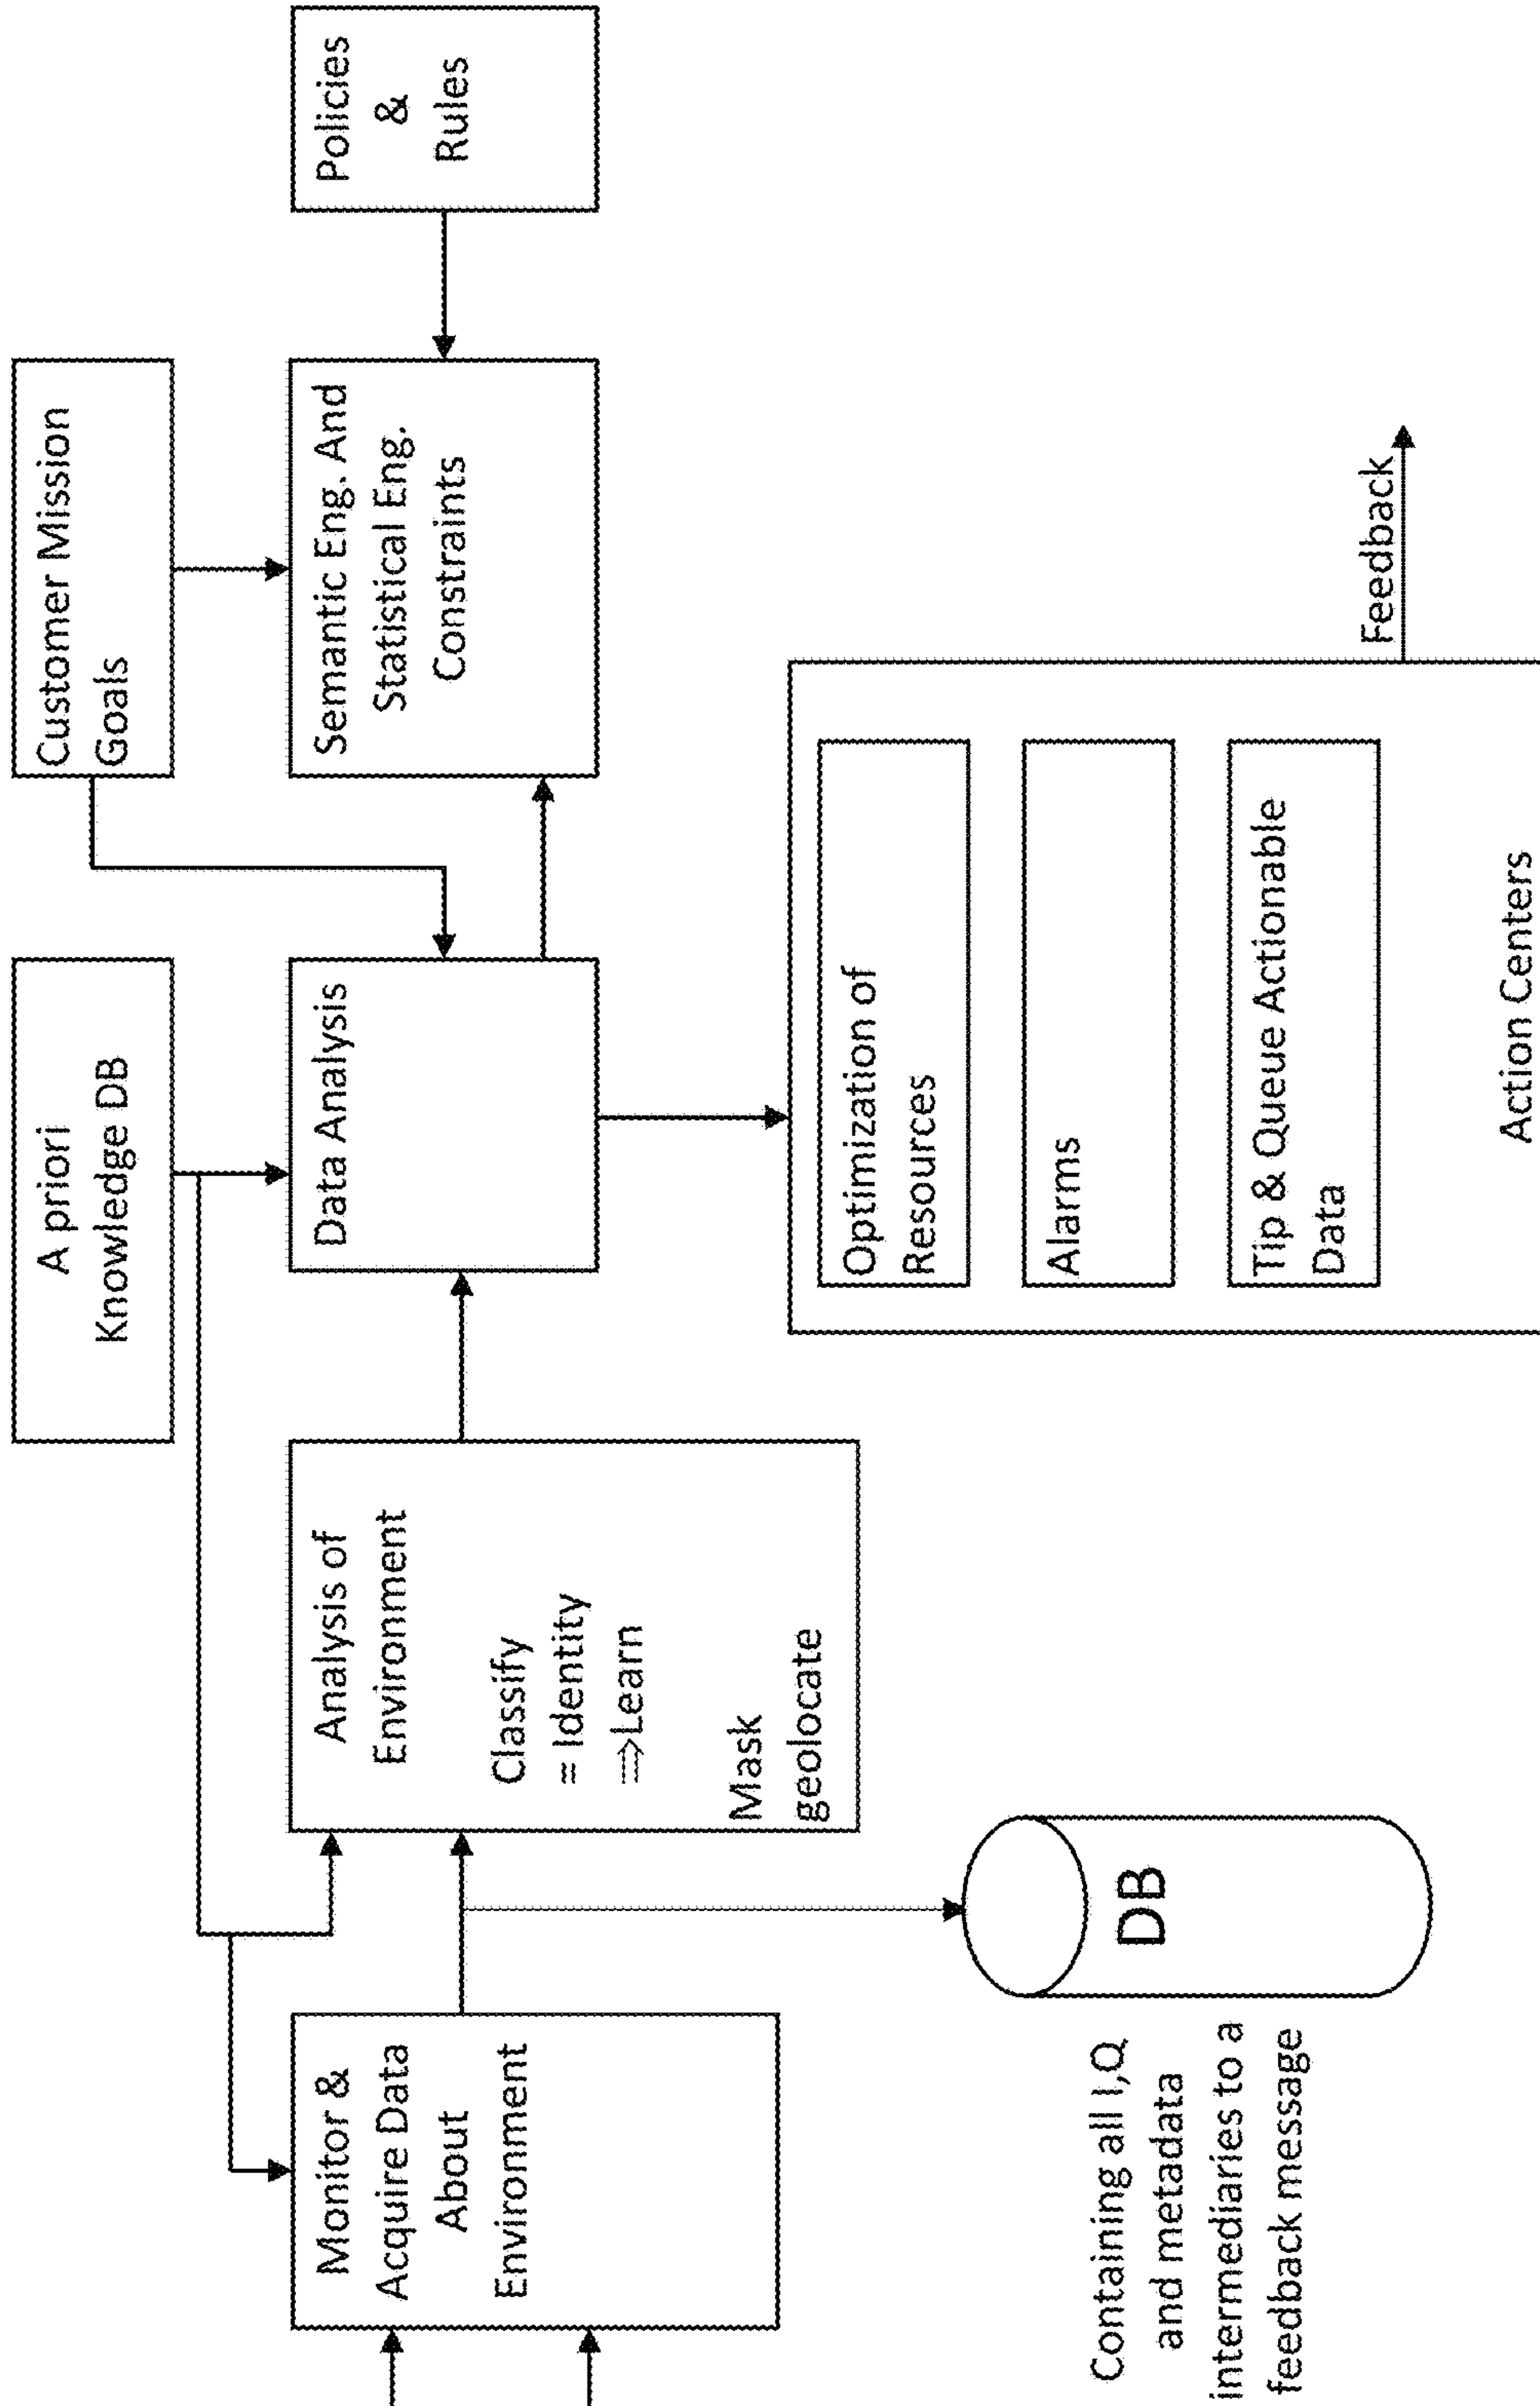 A priori
Knowledge DB
Customer Mission
Goals
Monitor &
Acquire Data
About
Environment
Analysis of
Environment
Classify
= Identity
⇒Learn
Mask
geolocate
Data Analysis
Semantic Eng. And
Statistical Eng.
Constraints
Policies
&
Rules
DB
Containing all I,Q
and metadata
intermediaries to a
feedback message
Optimization of
Resources
Alarms
Tip & Queue Actionable
Data
Action Centers
Feedback